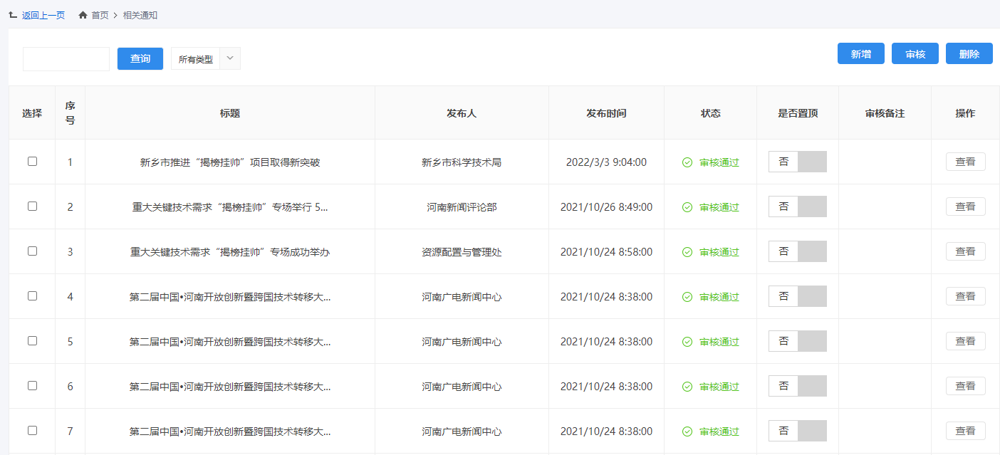 返回上一页 首页 > 相关通知
查询 所有类型 新增 审核 删除
选择 序号 标题 发布人 发布时间 状态 是否置顶 审核备注 操作
1 新乡市推进“揭榜挂帅”项目取得新突破 新乡市科学技术局 2022/3/3 9:04:00 审核通过 否 查看
2 重大关键技术需求“揭榜挂帅”专场举行 5... 河南新闻评论部 2021/10/26 8:49:00 审核通过 否 查看
3 重大关键技术需求“揭榜挂帅”专场成功举办 资源配置与管理处 2021/10/24 8:58:00 审核通过 否 查看
4 第二届中国•河南开放创新暨跨国技术转移大... 河南广电新闻中心 2021/10/24 8:38:00 审核通过 否 查看
5 第二届中国•河南开放创新暨跨国技术转移大... 河南广电新闻中心 2021/10/24 8:38:00 审核通过 否 查看
6 第二届中国•河南开放创新暨跨国技术转移大... 河南广电新闻中心 2021/10/24 8:38:00 审核通过 否 查看
7 第二届中国•河南开放创新暨跨国技术转移大... 河南广电新闻中心 2021/10/24 8:38:00 审核通过 否 查看